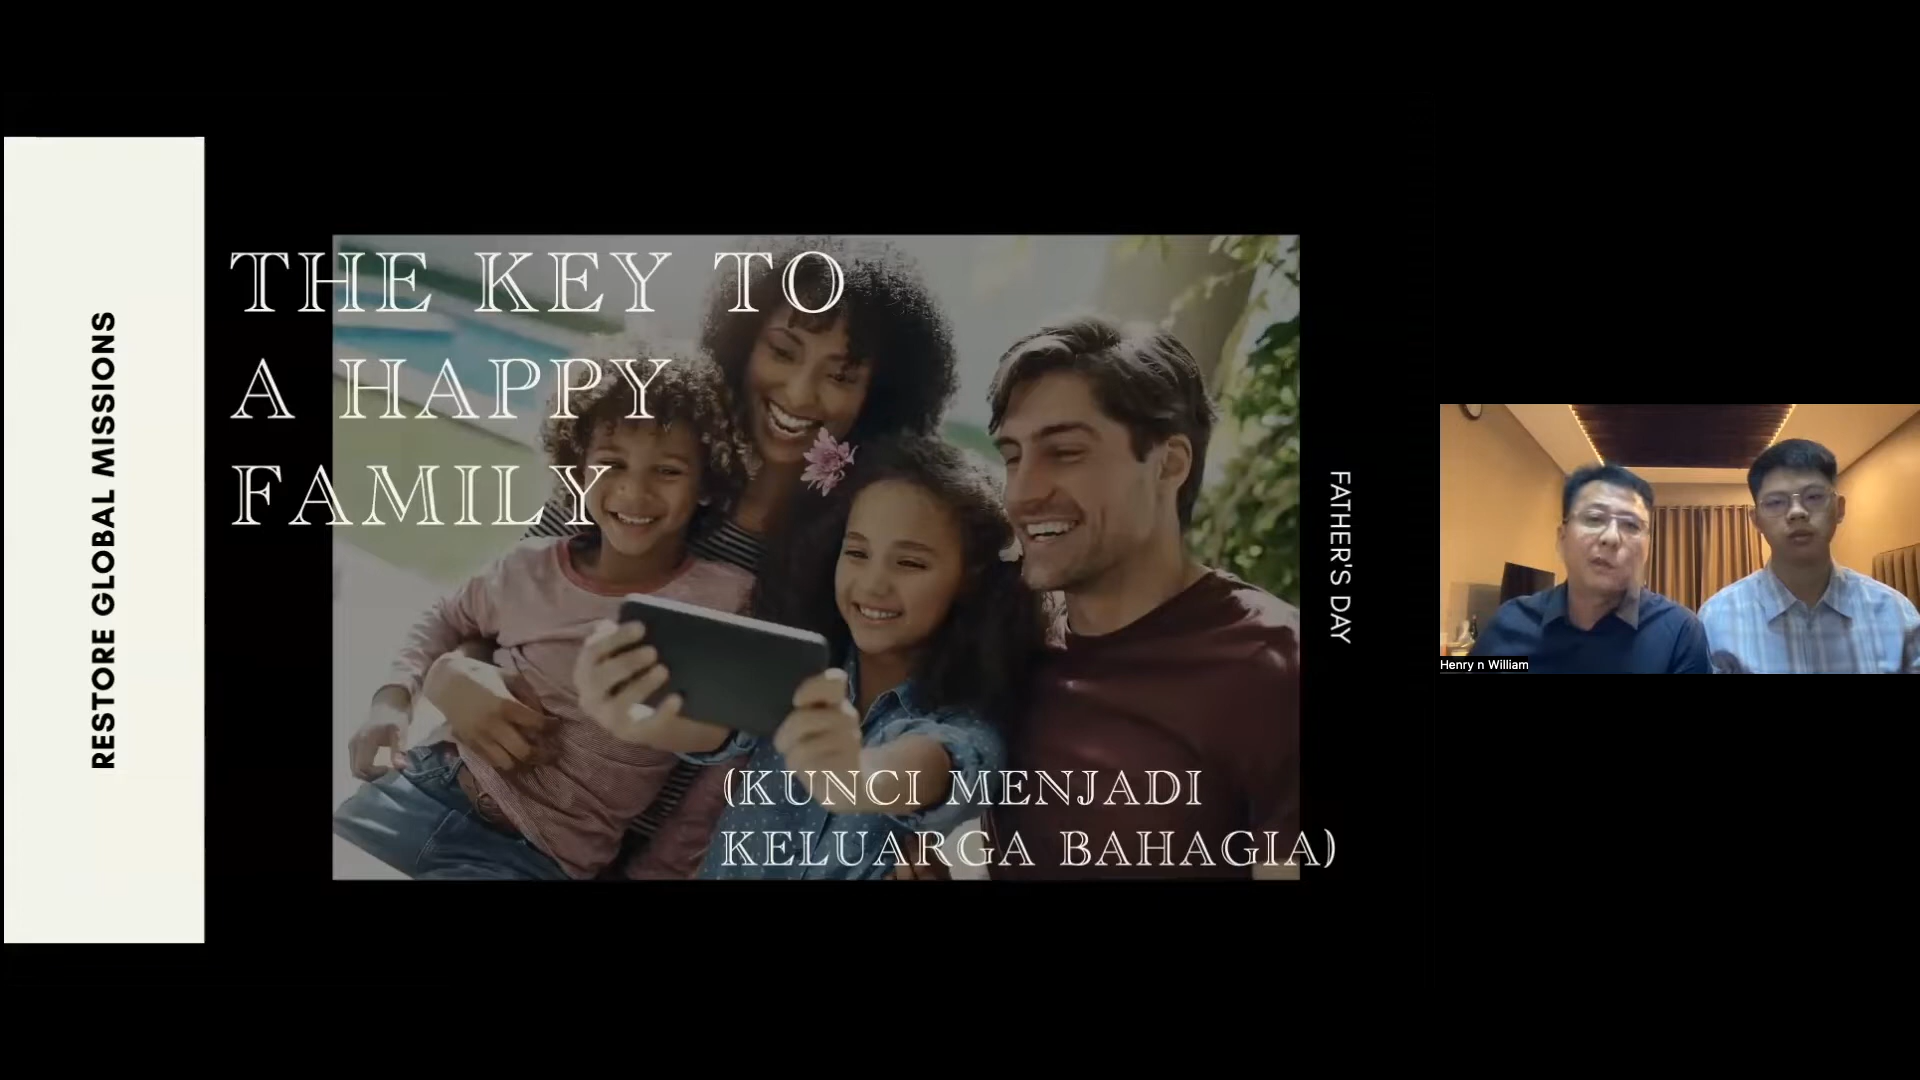 RESTORE GLOBAL MISSIONS
THE KEY TO
A HAPPY
FAMILY
(KUNCI MENJADI
KELUARGA BAHAGIA)
FATHER'S DAY
Henry n William